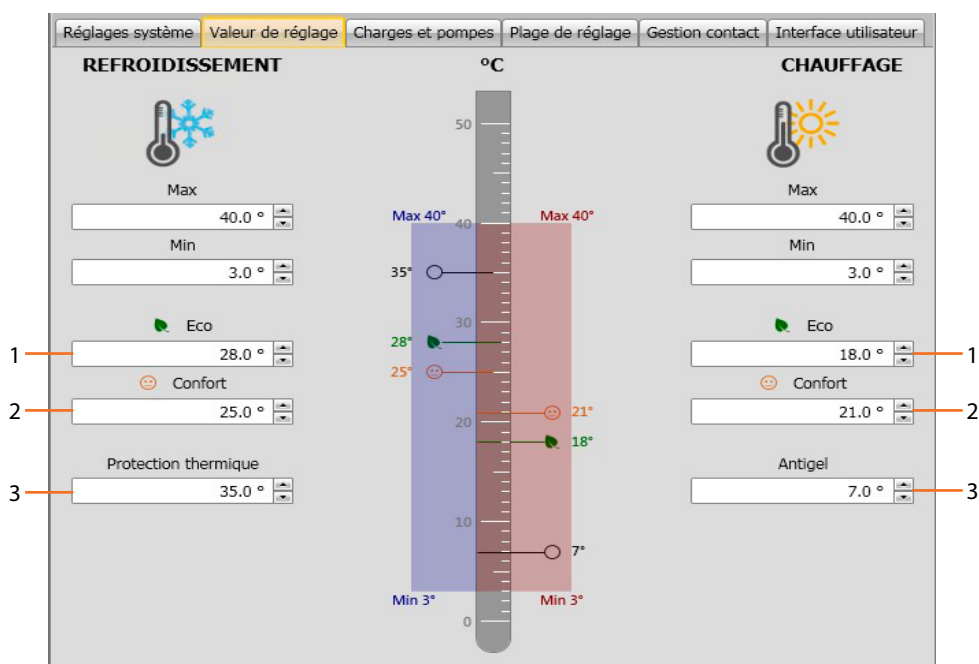 Réglages système Valeur de réglage Charges et pompes Plage de réglage Gestion contact Interface utilisateur
REFROIDISSEMENT °C CHAUFFAGE
50
Max Max
40.0 ° Max 40° 40 Max 40° 40.0 °
Min Min
3.0 ° 35° 3.0 °
Eco 30 Eco
1 28.0 ° 28° 18.0 ° 1
Confort 25° Confort
2 25.0 ° 20 21° 21.0 ° 2
18°
Protection thermique Antigel
3 35.0 ° 7.0 ° 3
10
7°
Min 3° Min 3°
0